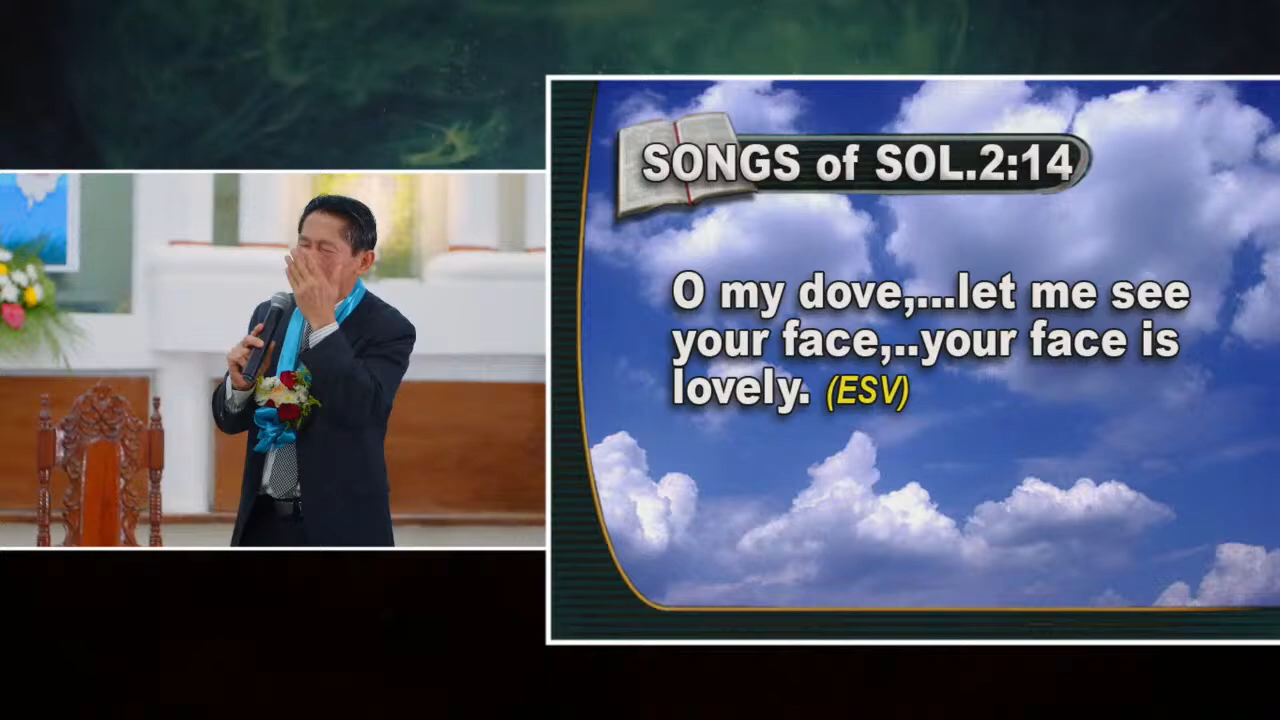 SONGS of SOL.2:14
O my dove,...let me see
your face,..your face is
lovely. (ESV)